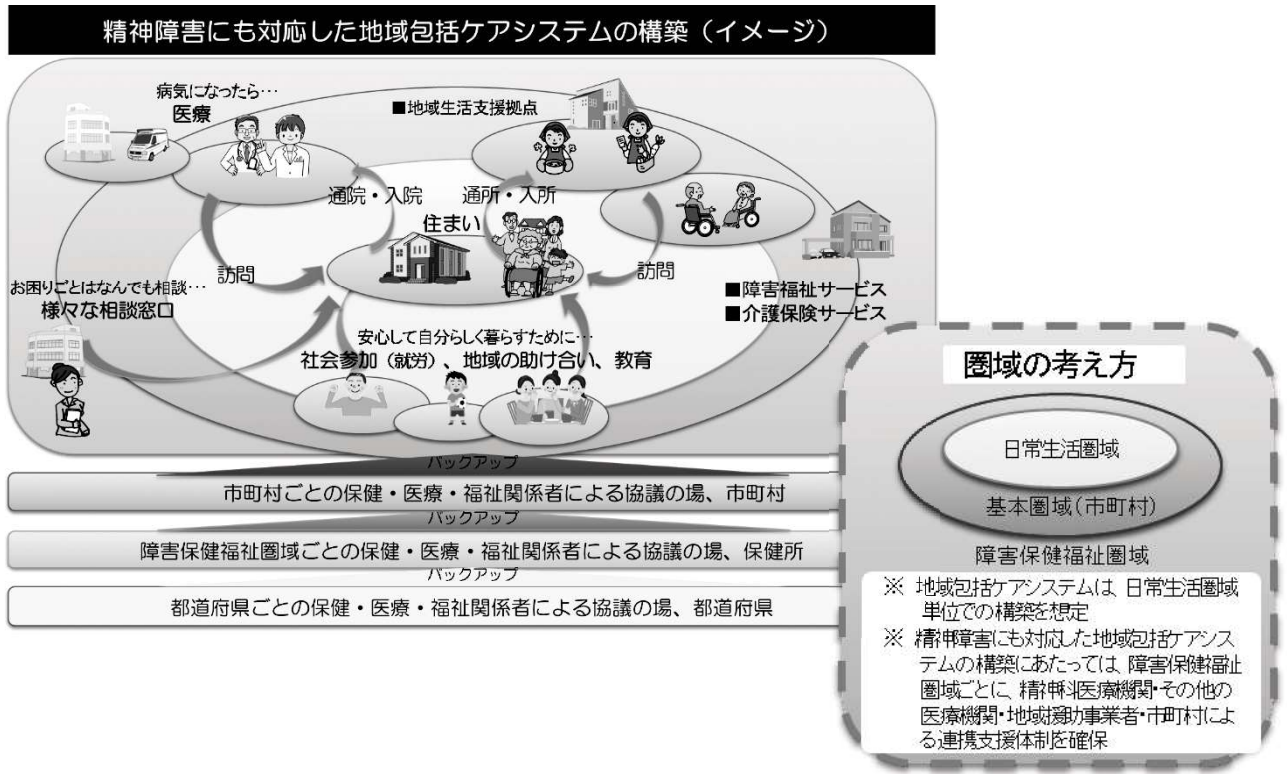 精神障害にも対応した地域包括ケアシステムの構築（イメージ）
病気になったら…
医療
■地域生活支援拠点
通院・入院
通所・入所
住まい
訪問
訪問
お困りごとはなんでも相談…
様々な相談窓口
■障害福祉サービス
■介護保険サービス
安心して自分らしく暮らすために…
社会参加（就労）、地域の助け合い、教育
バックアップ
市町村ごとの保健・医療・福祉関係者による協議の場、市町村
バックアップ
障害保健福祉圏域ごとの保健・医療・福祉関係者による協議の場、保健所
バックアップ
都道府県ごとの保健・医療・福祉関係者による協議の場、都道府県
圏域の考え方
日常生活圏域
基本圏域（市町村）
障害保健福祉圏域
※ 地域包括ケアシステムは、日常生活圏域
単位での構築を想定
※ 精神障害にも対応した地域包括ケアシス
テムの構築にあたっては、障害保健福祉
圏域ごとに、精神科医療機関・その他の
医療機関・地域援助事業者・市町村によ
る連携支援体制を確保